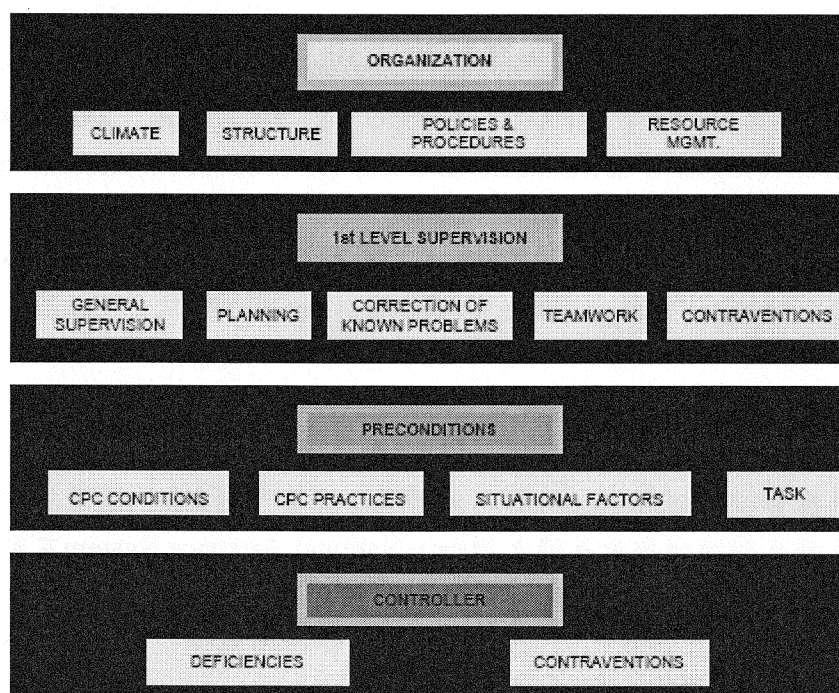 ORGANIZATION
CLIMATE
STRUCTURE
POLICIES &
PROCEDURES
RESOURCE
MGMT.
1st LEVEL SUPERVISION
GENERAL
SUPERVISION
PLANNING
CORRECTION OF
KNOWN PROBLEMS
TEAMWORK
CONTRAVENTIONS
PRECONDITIONS
CPC CONDITIONS
CPC PRACTICES
SITUATIONAL FACTORS
TASK
CONTROLLER
DEFICIENCIES
CONTRAVENTIONS